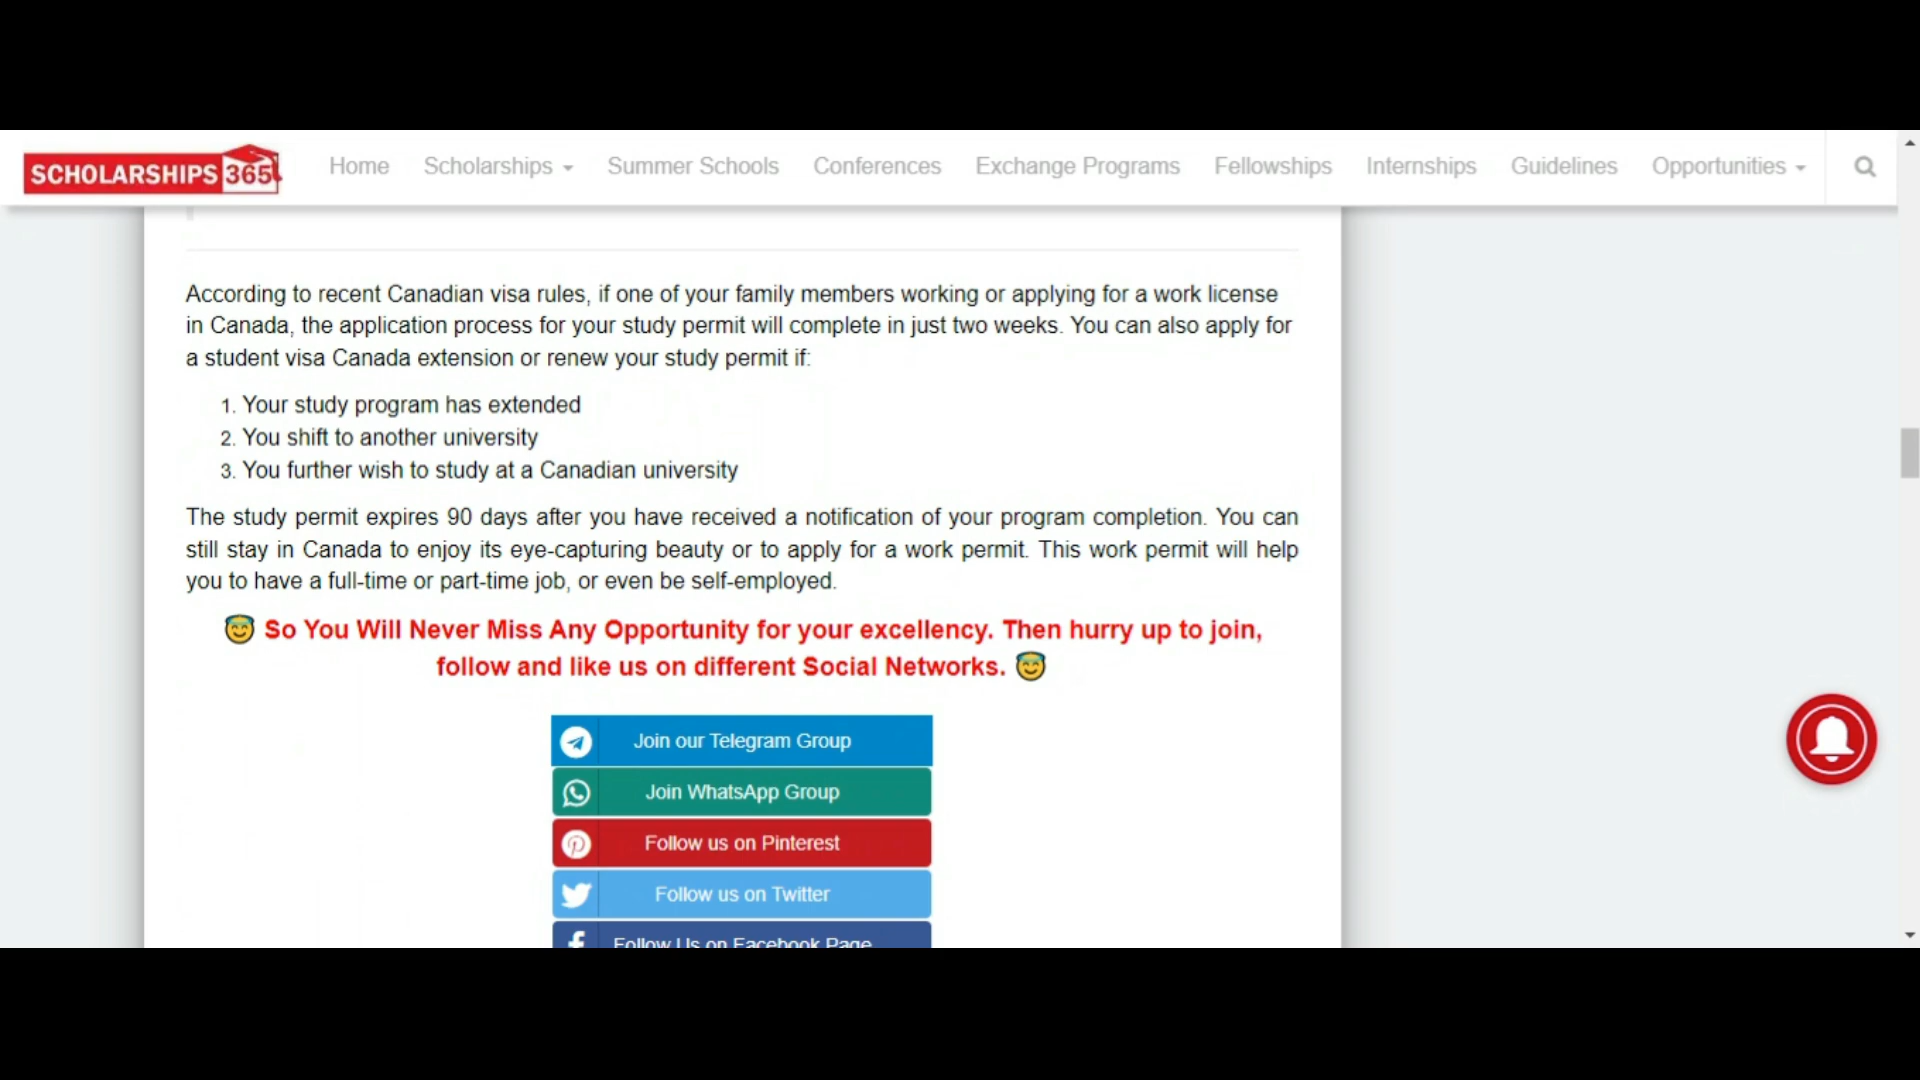 SCHOLARSHIPS 365
Home Scholarships Summer Schools Conferences Exchange Programs Fellowships Internships Guidelines Opportunities
According to recent Canadian visa rules, if one of your family members working or applying for a work license
in Canada, the application process for your study permit will complete in just two weeks. You can also apply for
a student visa Canada extension or renew your study permit if:
1. Your study program has extended
2. You shift to another university
3. You further wish to study at a Canadian university
The study permit expires 90 days after you have received a notification of your program completion. You can
still stay in Canada to enjoy its eye-capturing beauty or to apply for a work permit. This work permit will help
you to have a full-time or part-time job, or even be self-employed.
😇 So You Will Never Miss Any Opportunity for your excellency. Then hurry up to join,
follow and like us on different Social Networks. 😇
Join our Telegram Group
Join WhatsApp Group
Follow us on Pinterest
Follow us on Twitter
Follow Us on Facebook Page